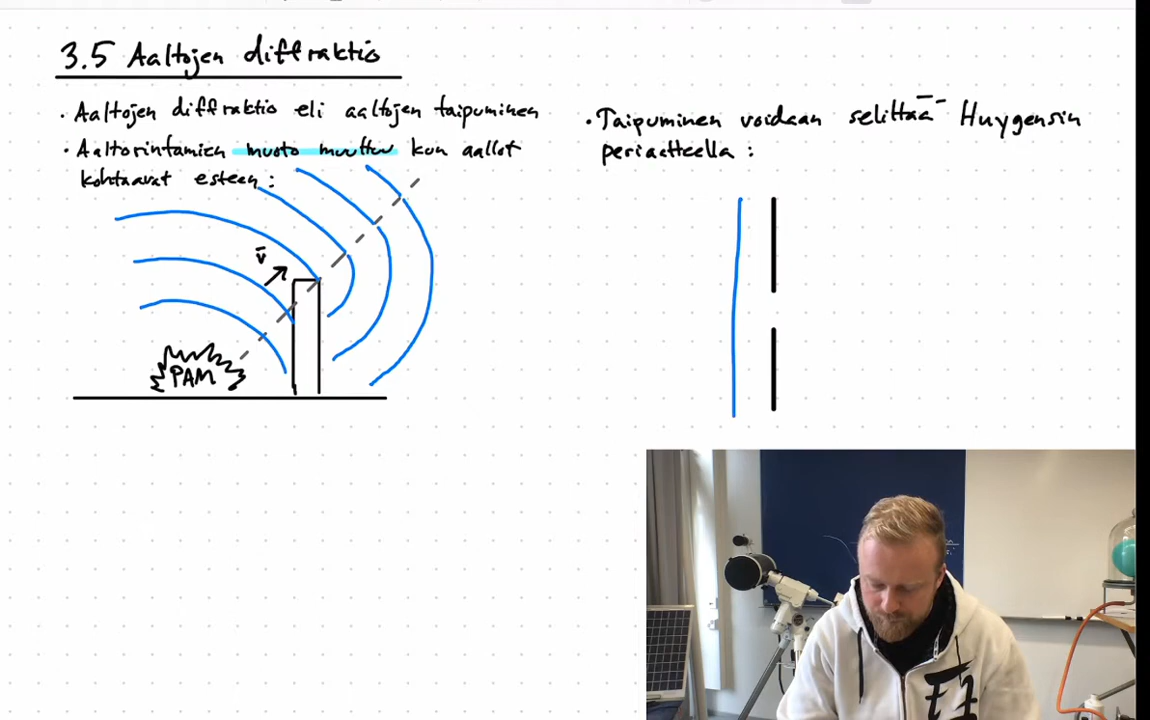 3.5 Aaltojen diffraktio
• Aaltojen diffraktio eli aaltojen taipuminen
• Aaltorintamien muoto muuttuu kun aallot
kohtaavat esteen:
v̄
PAM
• Taipuminen voidaan selittää Huygensin
periaatteella: